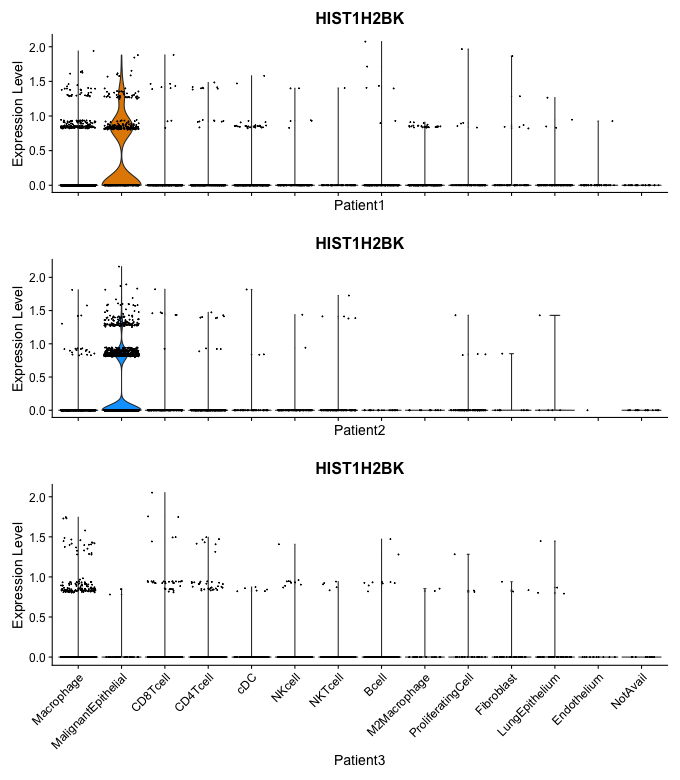 HIST1H2BK
Expression Level
2.0
1.5
1.0
0.5
0.0
Patient1
HIST1H2BK
Expression Level
2.0
1.5
1.0
0.5
0.0
Patient2
HIST1H2BK
Expression Level
2.0
1.5
1.0
0.5
0.0
Macrophage
MalignantEpithelial
CD8Tcell
CD4Tcell
cDC
NKcell
NKTcell
Bcell
M2Macrophage
ProliferatingCell
Fibroblast
LungEpithelium
Endothelium
NotAvail
Patient3